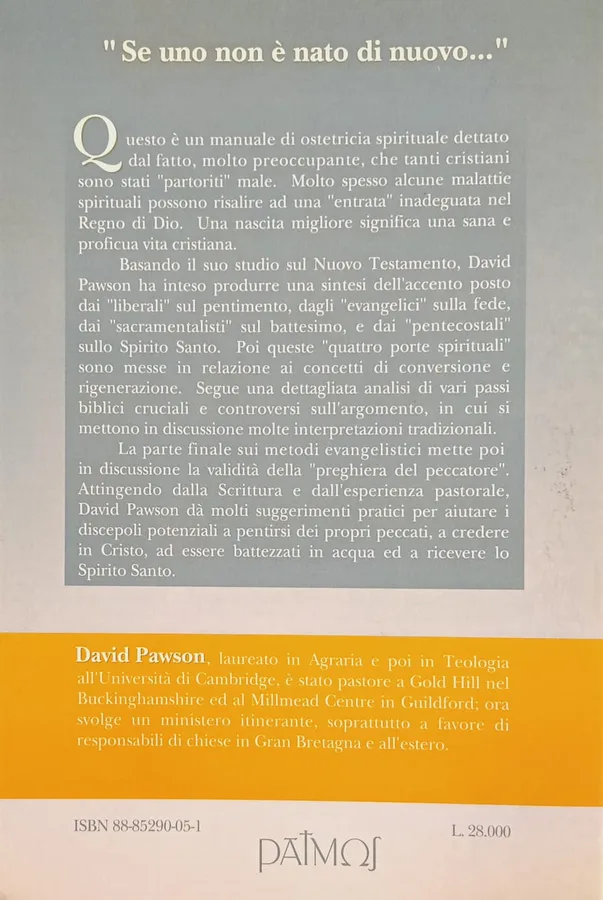 "Se uno non è nato di nuovo..."
Questo è un manuale di ostetricia spirituale dettato
dal fatto, molto preoccupante, che tanti cristiani
sono stati "partoriti" male. Molto spesso alcune malattie
spirituali possono risalire ad una "entrata" inadeguata nel
Regno di Dio. Una nascita migliore significa una sana e
proficua vita cristiana.
Basando il suo studio sul Nuovo Testamento, David
Pawson ha inteso produrre una sintesi dell'accento posto
dai "liberali" sul pentimento, dagli "evangelici" sulla fede,
dai "sacramentalisti" sul battesimo, e dai "pentecostali"
sullo Spirito Santo. Poi queste "quattro porte spirituali"
sono messe in relazione ai concetti di conversione e
rigenerazione. Segue una dettagliata analisi di vari passi
biblici cruciali e controversi sull'argomento, in cui si
mettono in discussione molte interpretazioni tradizionali.
La parte finale sui metodi evangelistici mette poi
in discussione la validità della "preghiera del peccatore".
Attingendo dalla Scrittura e dall'esperienza pastorale,
David Pawson dà molti suggerimenti pratici per aiutare i
discepoli potenziali a pentirsi dei propri peccati, a credere
in Cristo, ad essere battezzati in acqua ed a ricevere lo
Spirito Santo.
David Pawson, laureato in Agraria e poi in Teologia
all'Università di Cambridge, è stato pastore a Gold Hill nel
Buckinghamshire ed al Millmead Centre in Guildford; ora
svolge un ministero itinerante, soprattutto a favore di
responsabili di chiese in Gran Bretagna e all'estero.
ISBN 88-85290-05-1
L. 28.000
PATMOS